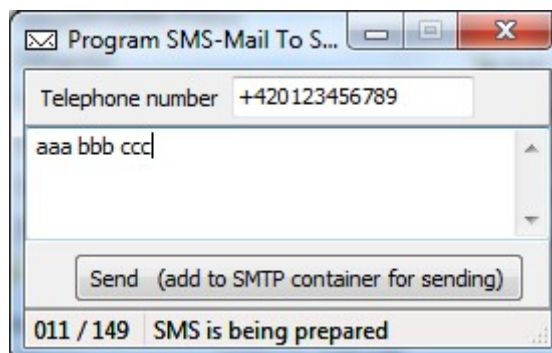 Program SMS-Mail To S...
Telephone number +420123456789
aaa bbb ccc
Send (add to SMTP container for sending)
011 / 149 SMS is being prepared